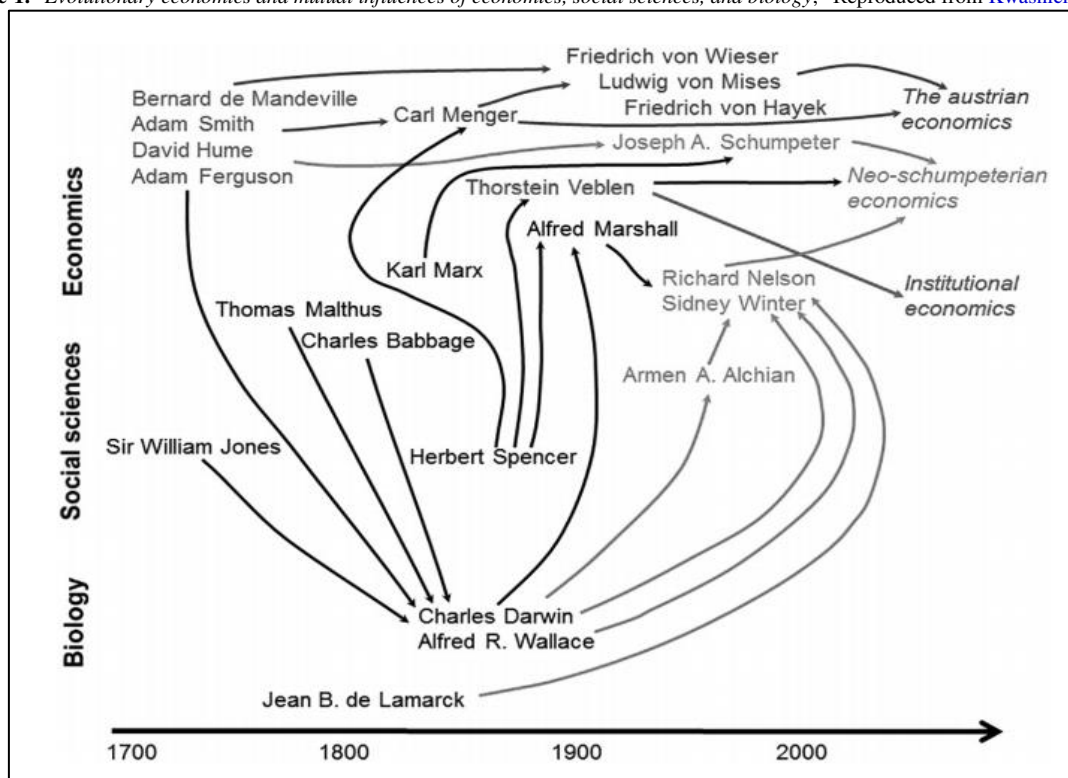 1. Evolutionary economics and mutual influences of economics, social sciences, and biology, Reproduced from
Friedrich von Wieser
Ludwig von Mises
Friedrich von Hayek
Bernard de Mandeville
Adam Smith
David Hume
Adam Ferguson
Carl Menger
The austrian
economics
Joseph A. Schumpeter
Thorstein Veblen
Neo-schumpeterian
economics
Alfred Marshall
Karl Marx
Richard Nelson
Sidney Winter
Institutional
economics
Thomas Malthus
Charles Babbage
Armen A. Alchian
Sir William Jones
Herbert Spencer
Charles Darwin
Alfred R. Wallace
Jean B. de Lamarck
Economics
Social sciences
Biology
1700 1800 1900 2000